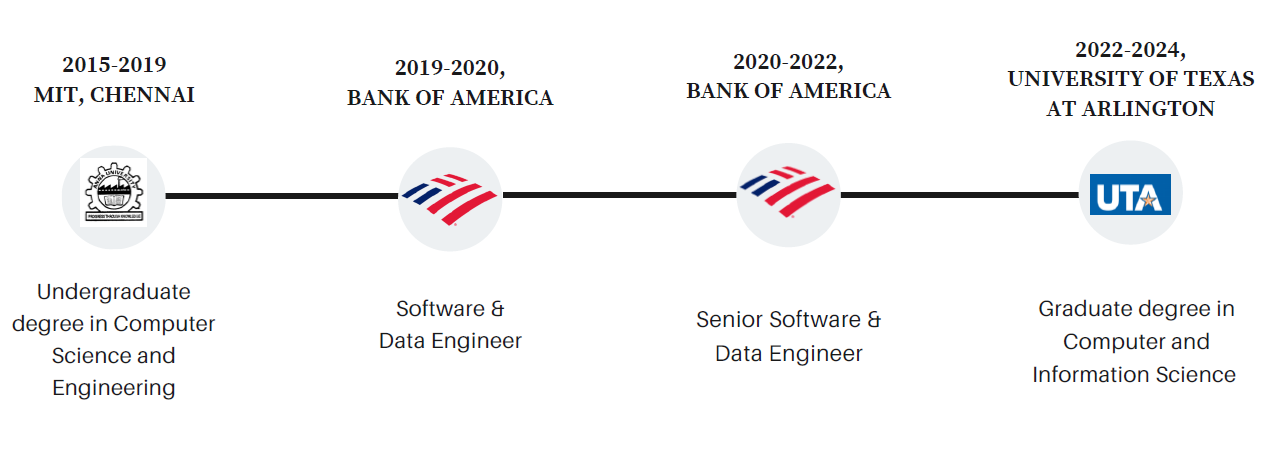 2015-2019
MIT, CHENNAI
ANNA UNIVERSITY
PROGRESS THROUGH KNOWLEDGE
Undergraduate
degree in Computer
Science and
Engineering
2019-2020,
BANK OF AMERICA
Software &
Data Engineer
2020-2022,
BANK OF AMERICA
Senior Software &
Data Engineer
2022-2024,
UNIVERSITY OF TEXAS
AT ARLINGTON
UTA
Graduate degree in
Computer and
Information Science